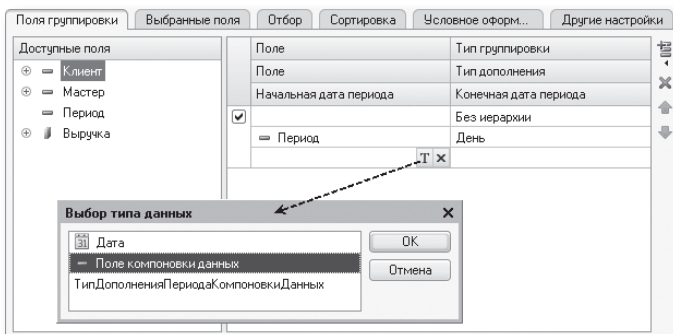 Поля группировки Выбранные поля Отбор Сортировка Условное оформ... Другие настройки
Доступные поля
Клиент
Мастер
Период
Выручка
Поле Тип группировки
Поле Тип дополнения
Начальная дата периода Конечная дата периода
Без иерархии
Период День
T ×
Выбор типа данных ×
31 Дата
Поле компоновки данных
ТипДополненияПериодаКомпоновкиДанных
OK
Отмена